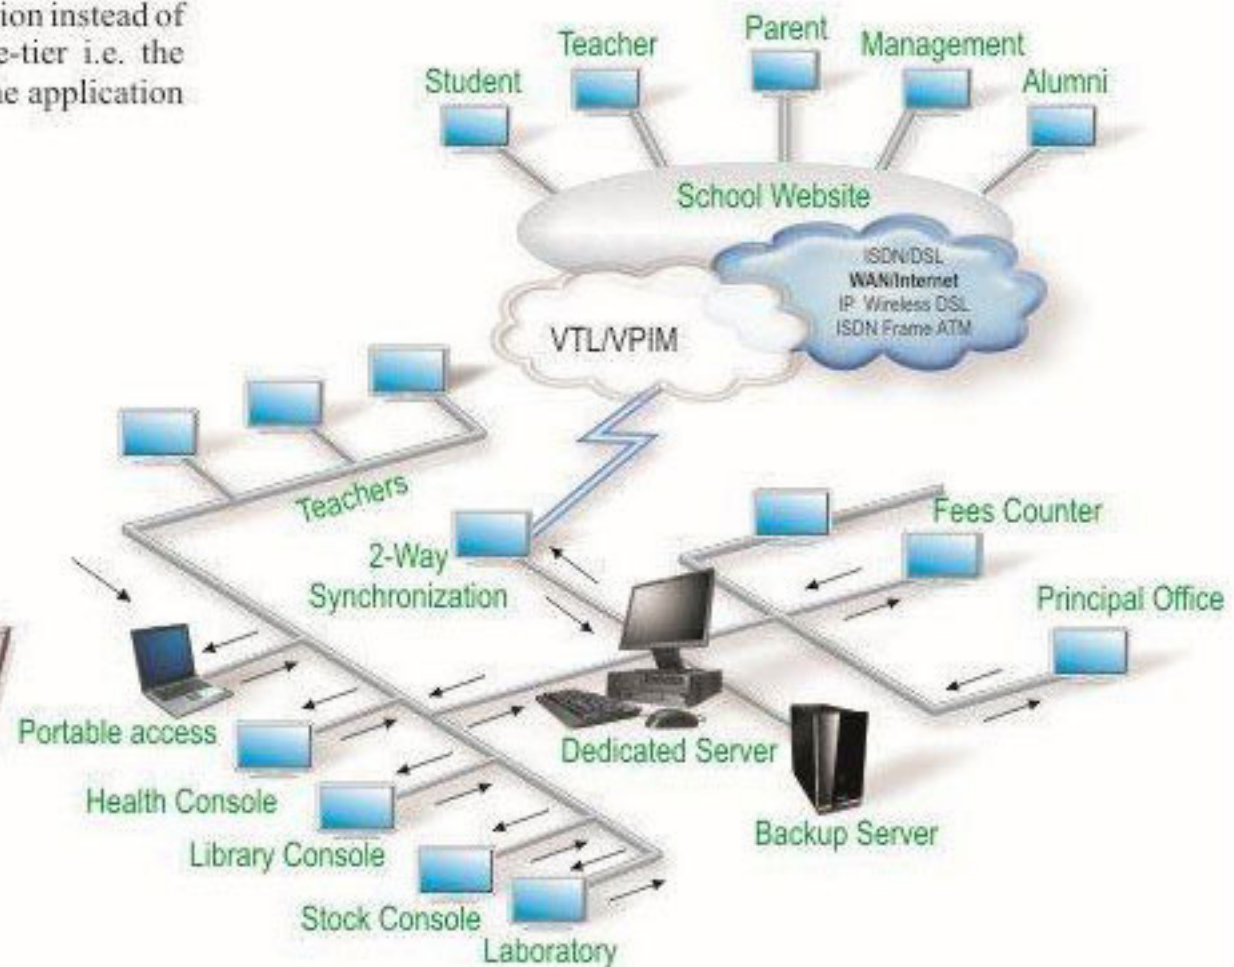 ion instead of
e-tier i.e. the
ne application
Student
Teacher
Parent
Management
Alumni
School Website
ISDN/DSL
WAN/Internet
IP Wireless DSL
ISDN Frame ATM
VTL/VPIM
Teachers
2-Way
Synchronization
Fees Counter
Principal Office
Portable access
Dedicated Server
Health Console
Backup Server
Library Console
Stock Console
Laboratory